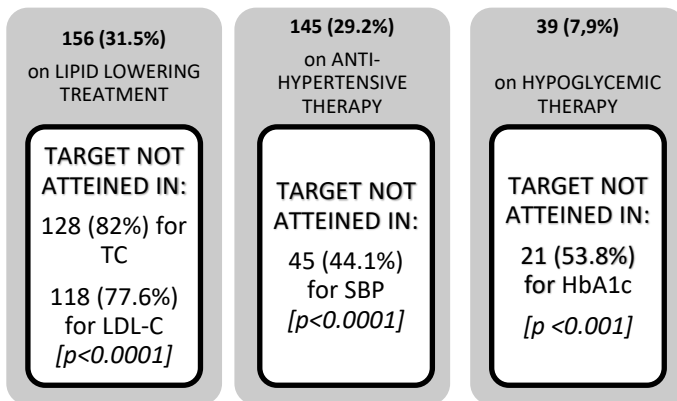 156 (31.5%)
on LIPID LOWERING
TREATMENT
TARGET NOT
ATTEINED IN:
128 (82%) for
TC
118 (77.6%)
for LDL-C
[p<0.0001]
145 (29.2%)
on ANTI-
HYPERTENSIVE
THERAPY
TARGET NOT
ATTEINED IN:
45 (44.1%)
for SBP
[p<0.0001]
39 (7,9%)
on HYPOGLYCEMIC
THERAPY
TARGET NOT
ATTEINED IN:
21 (53.8%)
for HbA1c
[p <0.001]